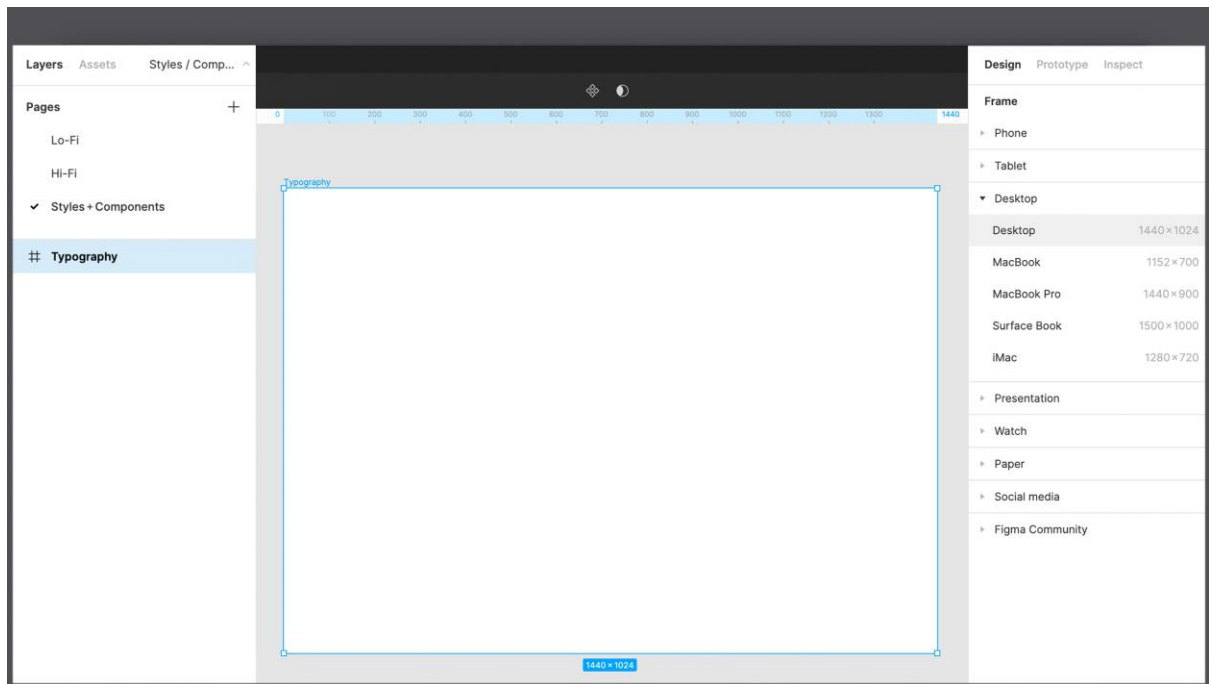 Layers Assets Styles / Comp...
Pages
Lo-Fi
Hi-Fi
Styles + Components
Typography
0 100 200 300 400 500 600 700 800 900 1000 1100 1200 1300 1440
Typography
1440 × 1024
Design Prototype Inspect
Frame
Phone
Tablet
Desktop
Desktop 1440 × 1024
MacBook 1152 × 700
MacBook Pro 1440 × 900
Surface Book 1500 × 1000
iMac 1280 × 720
Presentation
Watch
Paper
Social media
Figma Community